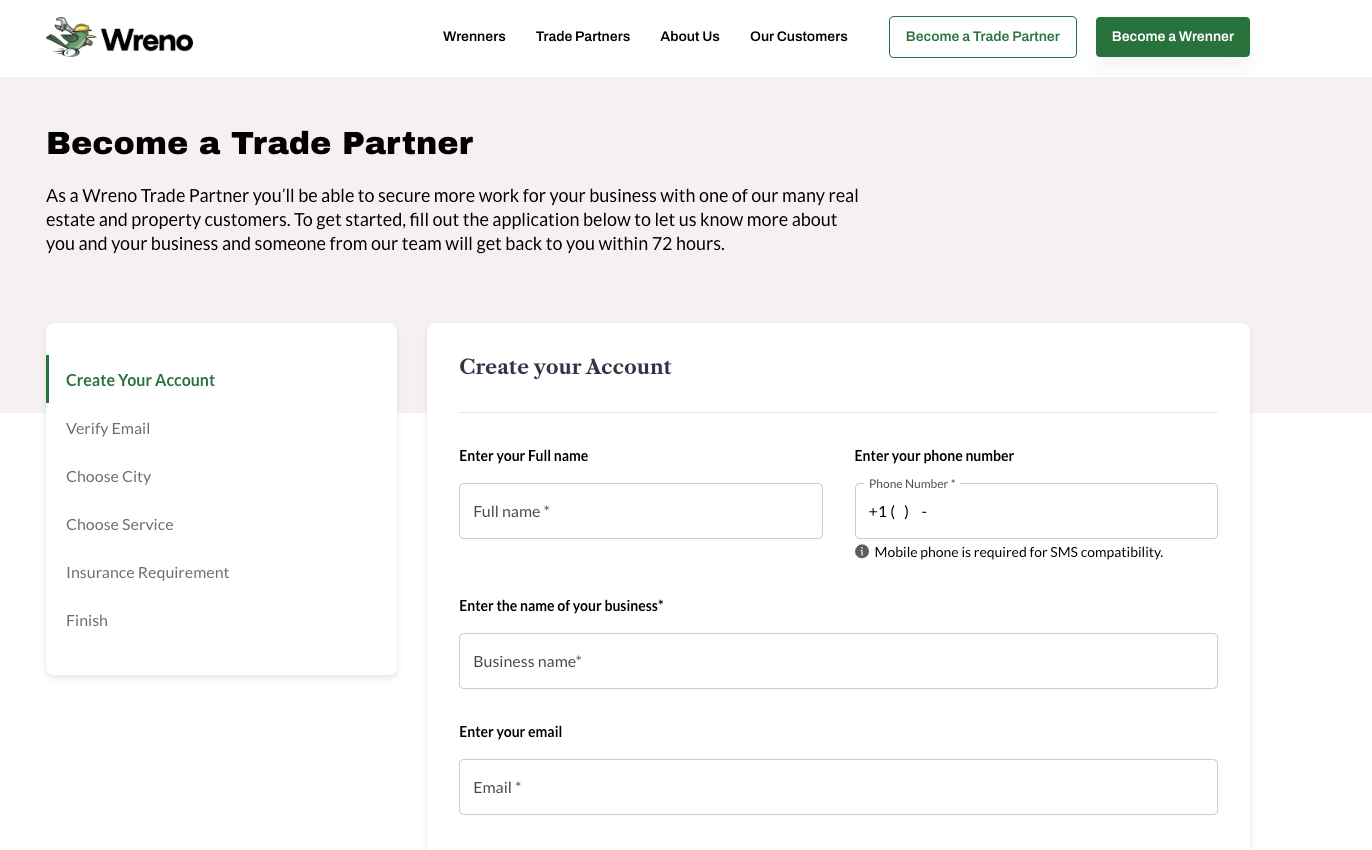 Wreno
Wrenners
Trade Partners
About Us
Our Customers
Become a Trade Partner
Become a Wrenner
Become a Trade Partner
As a Wreno Trade Partner you’ll be able to secure more work for your business with one of our many real
estate and property customers. To get started, fill out the application below to let us know more about
you and your business and someone from our team will get back to you within 72 hours.
Create Your Account
Verify Email
Choose City
Choose Service
Insurance Requirement
Finish
Create your Account
Enter your Full name
Full name *
Enter your phone number
Phone Number *
+1 ( ) -
Mobile phone is required for SMS compatibility.
Enter the name of your business*
Business name*
Enter your email
Email *